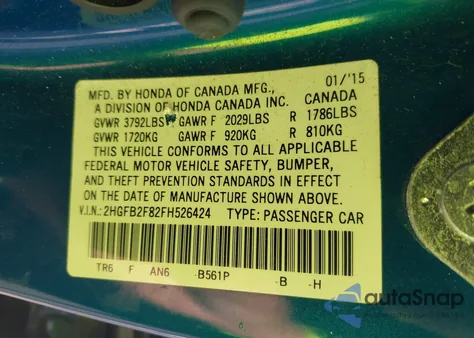 MFD. BY HONDA OF CANADA MFG., 01/'15
A DIVISION OF HONDA CANADA INC. CANADA
GVWR 3792LBS GAWR F 2029LBS R 1786LBS
GVWR 1720KG GAWR F 920KG R 810KG
THIS VEHICLE CONFORMS TO ALL APPLICABLE
FEDERAL MOTOR VEHICLE SAFETY, BUMPER,
AND THEFT PREVENTION STANDARDS IN EFFECT
ON THE DATE OF MANUFACTURE SHOWN ABOVE.
V.I.N.: 2HGFB2F82FH526424 TYPE: PASSENGER CAR
TR6 F AN6 -B561P -B -H
autoSnap